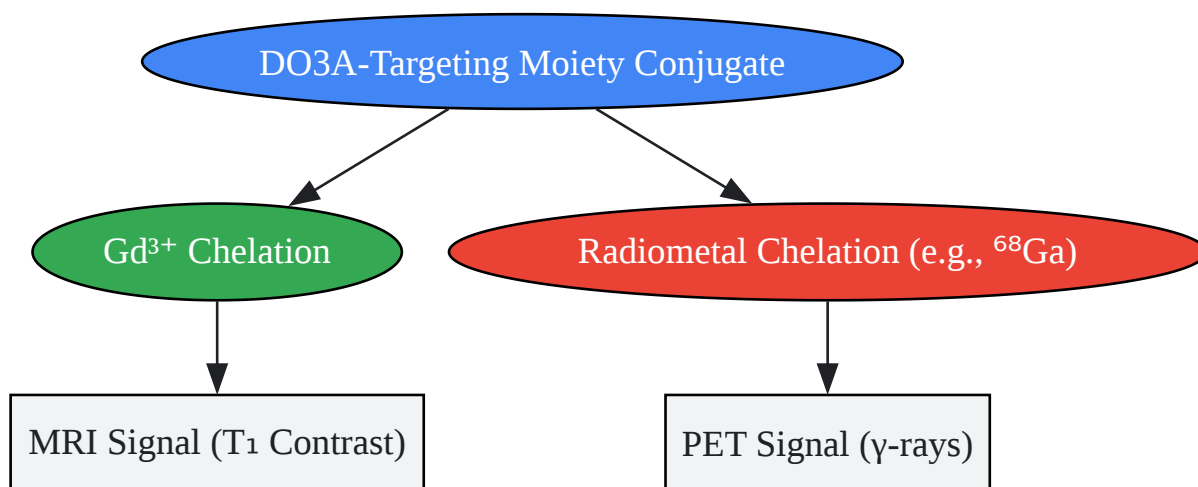 DO3A-Targeting Moiety Conjugate
Gd³⁺ Chelation
Radiometal Chelation (e.g., ⁶⁸Ga)
MRI Signal (T₁ Contrast)
PET Signal (γ-rays)